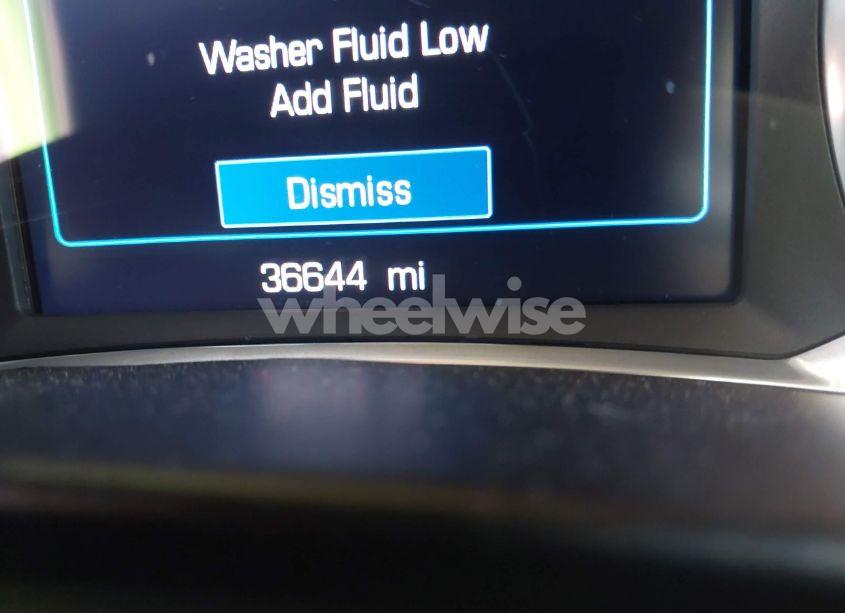 Washer Fluid Low
Add Fluid
Dismiss
36644 mi
wheelwise